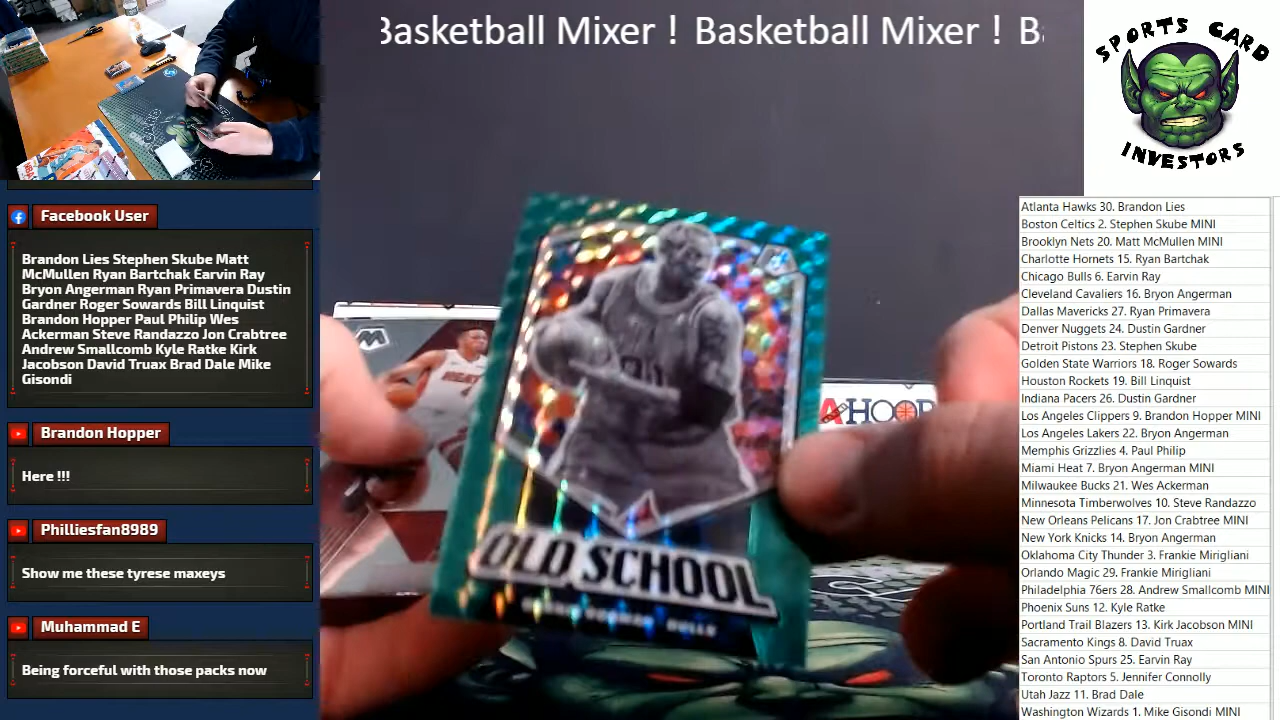 Basketball Mixer ! Basketball Mixer ! Ba
SPORTS CARD
INVESTORS
Facebook User
Brandon Lies Stephen Skube Matt
McMullen Ryan Bartchak Earvin Ray
Bryon Angerman Ryan Primavera Dustin
Gardner Roger Sowards Bill Linquist
Brandon Hopper Paul Philip Wes
Ackerman Steve Randazzo Jon Crabtree
Andrew Smallcomb Kyle Ratke Kirk
Jacobson David Truax Brad Dale Mike
Gisondi
Brandon Hopper
Here !!!
Philliesfan8989
Show me these tyrese maxeys
Muhammad E
Being forceful with those packs now
OLD SCHOOL
BULLS
HOOP
Atlanta Hawks 30. Brandon Lies
Boston Celtics 2. Stephen Skube MINI
Brooklyn Nets 20. Matt McMullen MINI
Charlotte Hornets 15. Ryan Bartchak
Chicago Bulls 6. Earvin Ray
Cleveland Cavaliers 16. Bryon Angerman
Dallas Mavericks 27. Ryan Primavera
Denver Nuggets 24. Dustin Gardner
Detroit Pistons 23. Stephen Skube
Golden State Warriors 18. Roger Sowards
Houston Rockets 19. Bill Linquist
Indiana Pacers 26. Dustin Gardner
Los Angeles Clippers 9. Brandon Hopper MINI
Los Angeles Lakers 22. Bryon Angerman
Memphis Grizzlies 4. Paul Philip
Miami Heat 7. Bryon Angerman MINI
Milwaukee Bucks 21. Wes Ackerman
Minnesota Timberwolves 10. Steve Randazzo
New Orleans Pelicans 17. Jon Crabtree MINI
New York Knicks 14. Bryon Angerman
Oklahoma City Thunder 3. Frankie Mirigliani
Orlando Magic 29. Frankie Mirigliani
Philadelphia 76ers 28. Andrew Smallcomb MINI
Phoenix Suns 12. Kyle Ratke
Portland Trail Blazers 13. Kirk Jacobson MINI
Sacramento Kings 8. David Truax
San Antonio Spurs 25. Earvin Ray
Toronto Raptors 5. Jennifer Connolly
Utah Jazz 11. Brad Dale
Washington Wizards 1. Mike Gisondi MINI